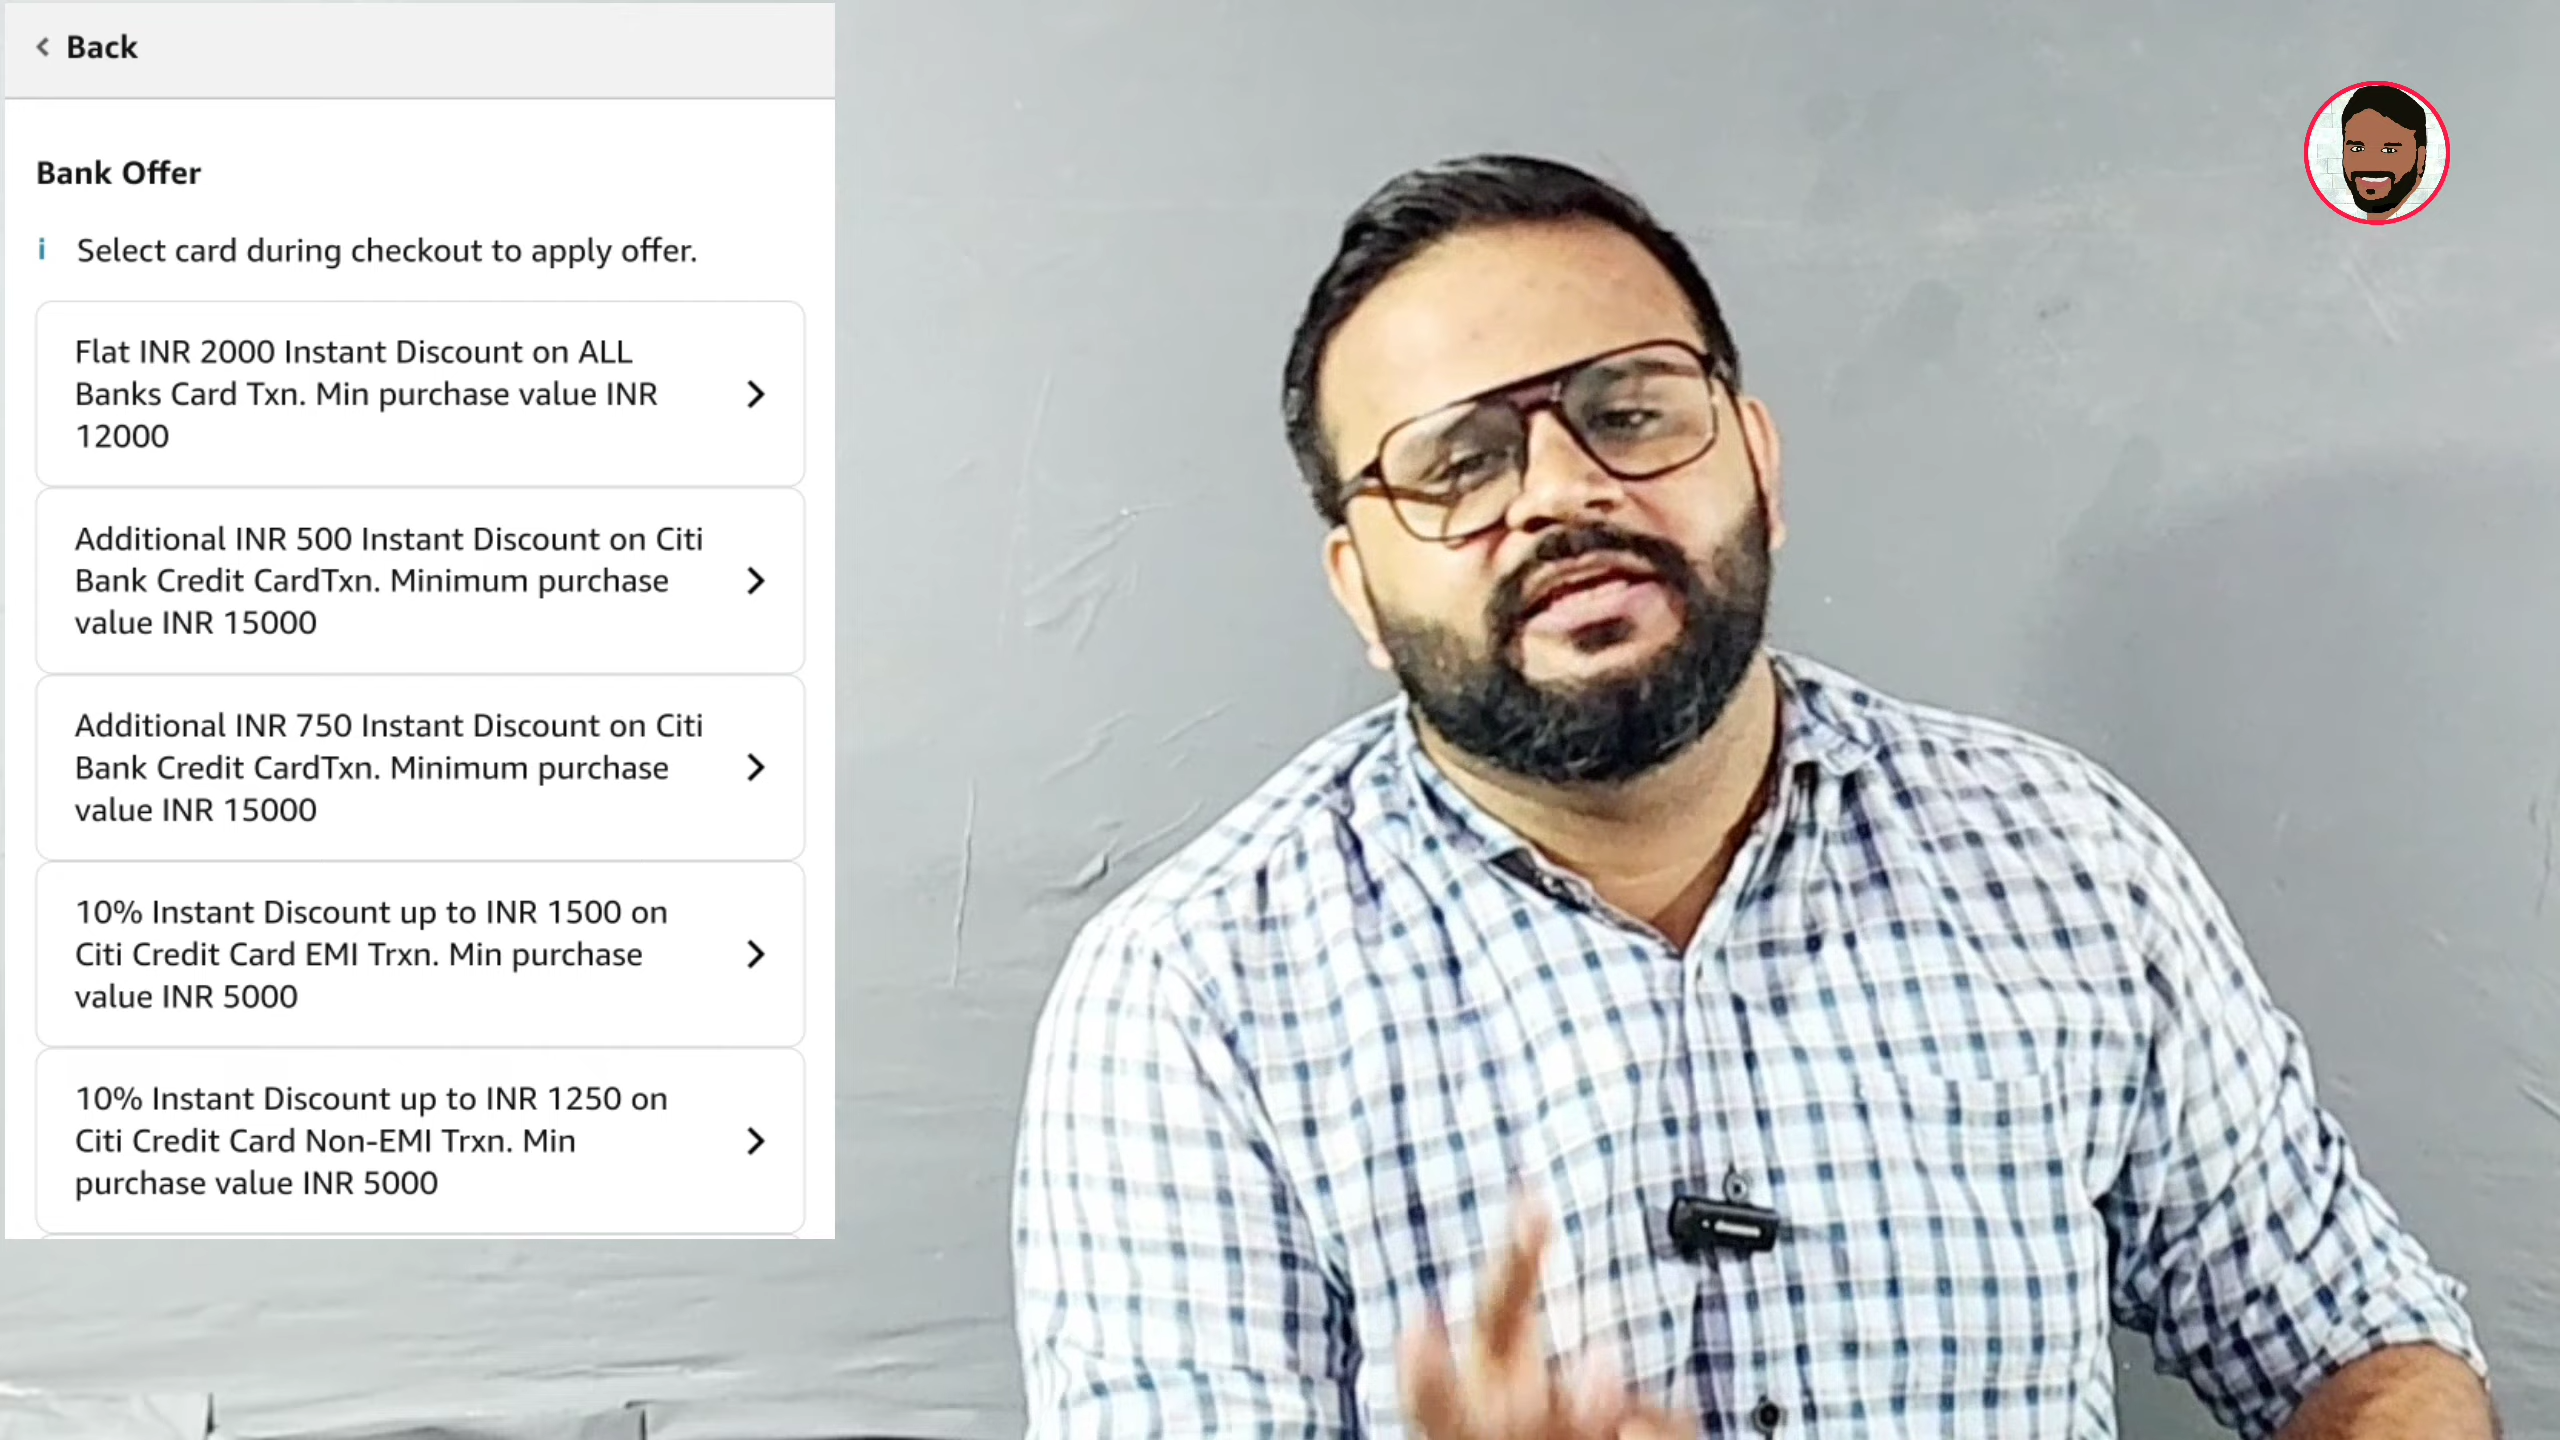 Back
Bank Offer
i Select card during checkout to apply offer.
Flat INR 2000 Instant Discount on ALL
Banks Card Txn. Min purchase value INR
12000
Additional INR 500 Instant Discount on Citi
Bank Credit CardTxn. Minimum purchase
value INR 15000
Additional INR 750 Instant Discount on Citi
Bank Credit CardTxn. Minimum purchase
value INR 15000
10% Instant Discount up to INR 1500 on
Citi Credit Card EMI Trxn. Min purchase
value INR 5000
10% Instant Discount up to INR 1250 on
Citi Credit Card Non-EMI Trxn. Min
purchase value INR 5000